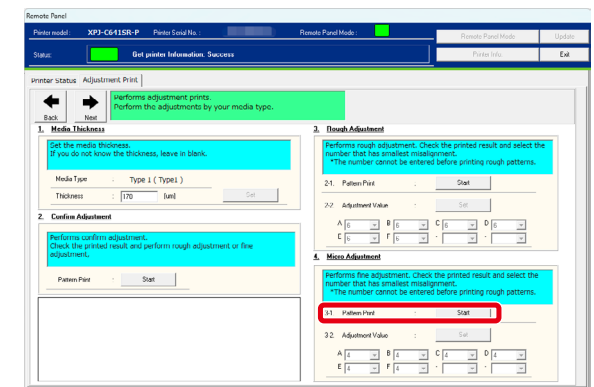 Remote Panel
Printer model : XPJ-C641SR-P Printer Serial No. : Remote Panel Mode : Remote Panel Mode Update
Status: Get printer Information. Success Printer Info. Exit
Printer Status Adjustment Print
Back Next
Performs adjustment prints.
Perform the adjustments by your media type.
1. Media Thickness
Set the media thickness.
If you do not know the thickness, leave in blank.
Media Type : Type 1 ( Type1 )
Thickness : 170 [um] Set
2. Confirm Adjustment
Performs confirm adjustment.
Check the printed result and perform rough adjustment or fine
adjustment.
Pattern Print : Start
3. Rough Adjustment
Performs rough adjustment. Check the printed result and select the
number that has smallest misalignment.
*The number cannot be entered before printing rough patterns.
2-1. Pattern Print : Start
2-2. Adjustment Value : Set
A 6 B 6 C 6 D 6
E 6 F 6 - -
4. Micro Adjustment
Performs fine adjustment. Check the printed result and select the
number that has smallest misalignment.
*The number cannot be entered before printing rough patterns.
3-1. Pattern Print : Start
3-2. Adjustment Value : Set
A 4 B 4 C 4 D 4
E 4 F 4 - -